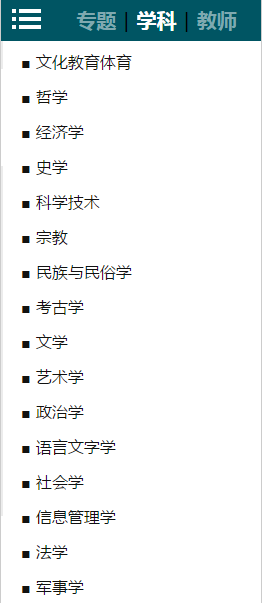 专题 | 学科 | 教师
■ 文化教育体育
■ 哲学
■ 经济学
■ 史学
■ 科学技术
■ 宗教
■ 民族与民俗学
■ 考古学
■ 文学
■ 艺术学
■ 政治学
■ 语言文字学
■ 社会学
■ 信息管理学
■ 法学
■ 军事学